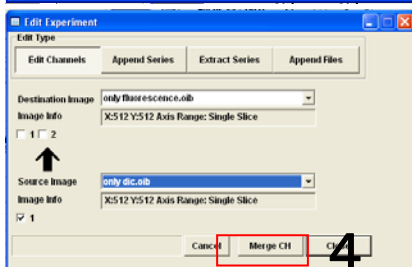 Edit Experiment
Edit Type
Edit Channels Append Series Extract Series Append Files
Destination Image only fluorescence.oib
Image Info X:512 Y:512 Axis Range: Single Slice
1 2
Source Image only dic.oib
Image Info X:512 Y:512 Axis Range: Single Slice
1
Cancel Merge CH 4